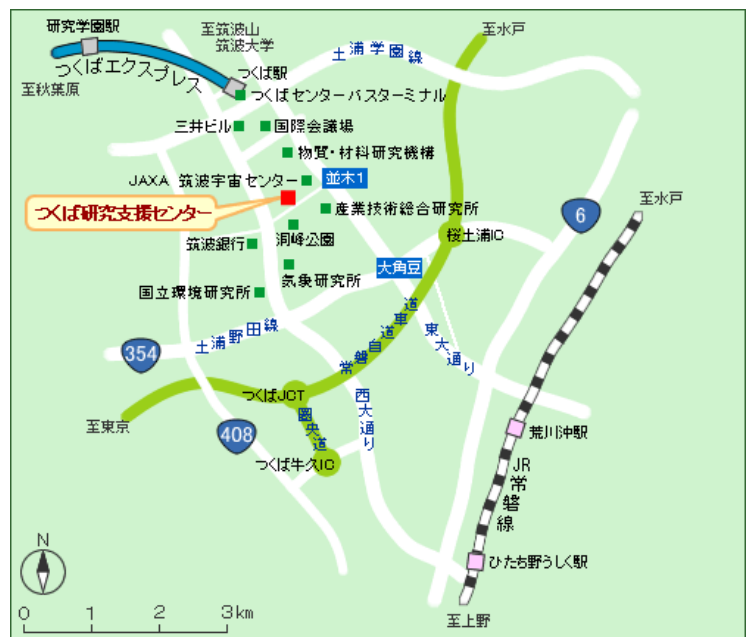 研究学園駅
至筑波山
筑波大学
至水戸
土浦学園線
つくばエクスプレス
つくば駅
至秋葉原
つくばセンターバスターミナル
三井ビル
国際会議場
物質・材料研究機構
JAXA 筑波宇宙センター
並木1
至水戸
つくば研究支援センター
産業技術総合研究所
6
洞峰公園
筑波銀行
桜土浦IC
大角豆
気象研究所
国立環境研究所
常磐自動車道
東大通り
土浦野田線
354
つくばJCT
西大通り
至東京
圏央道
408
荒川沖駅
つくば牛久IC
JR常磐線
N
ひたち野うしく駅
0 1 2 3km
至上野